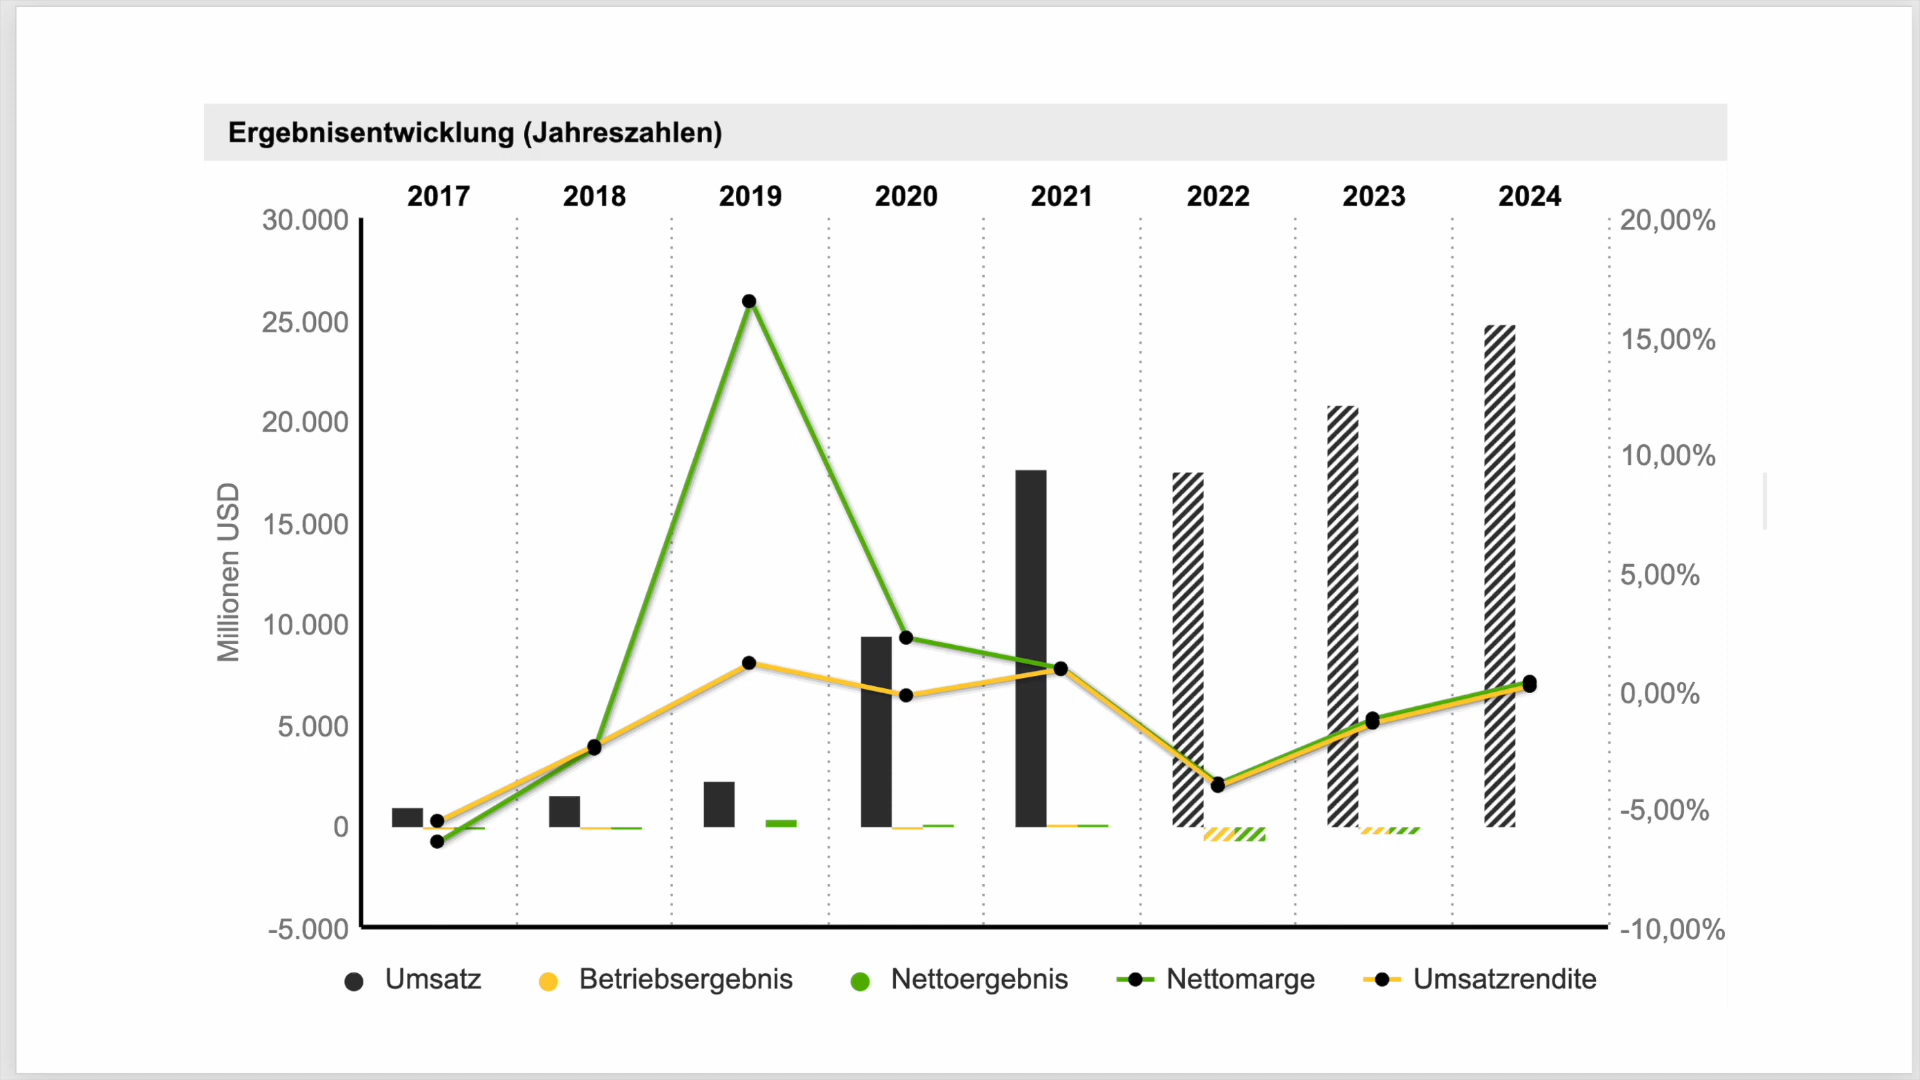 Ergebnisentwicklung (Jahreszahlen)
2017 2018 2019 2020 2021 2022 2023 2024
30.000 20,00%
25.000 15,00%
20.000 10,00%
15.000 5,00%
10.000 0,00%
5.000 -5,00%
0
-5.000 -10,00%
Millionen USD
Umsatz Betriebsergebnis Nettoergebnis Nettomarge Umsatzrendite